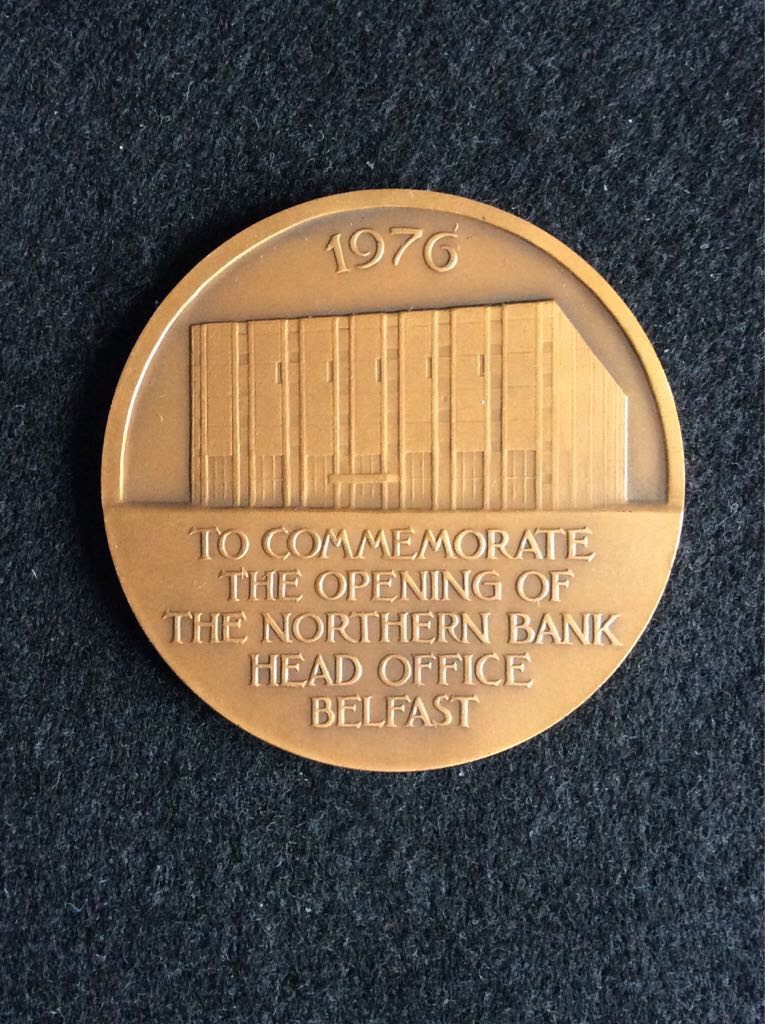 1976
TO COMMEMORATE
THE OPENING OF
THE NORTHERN BANK
HEAD OFFICE
BELFAST